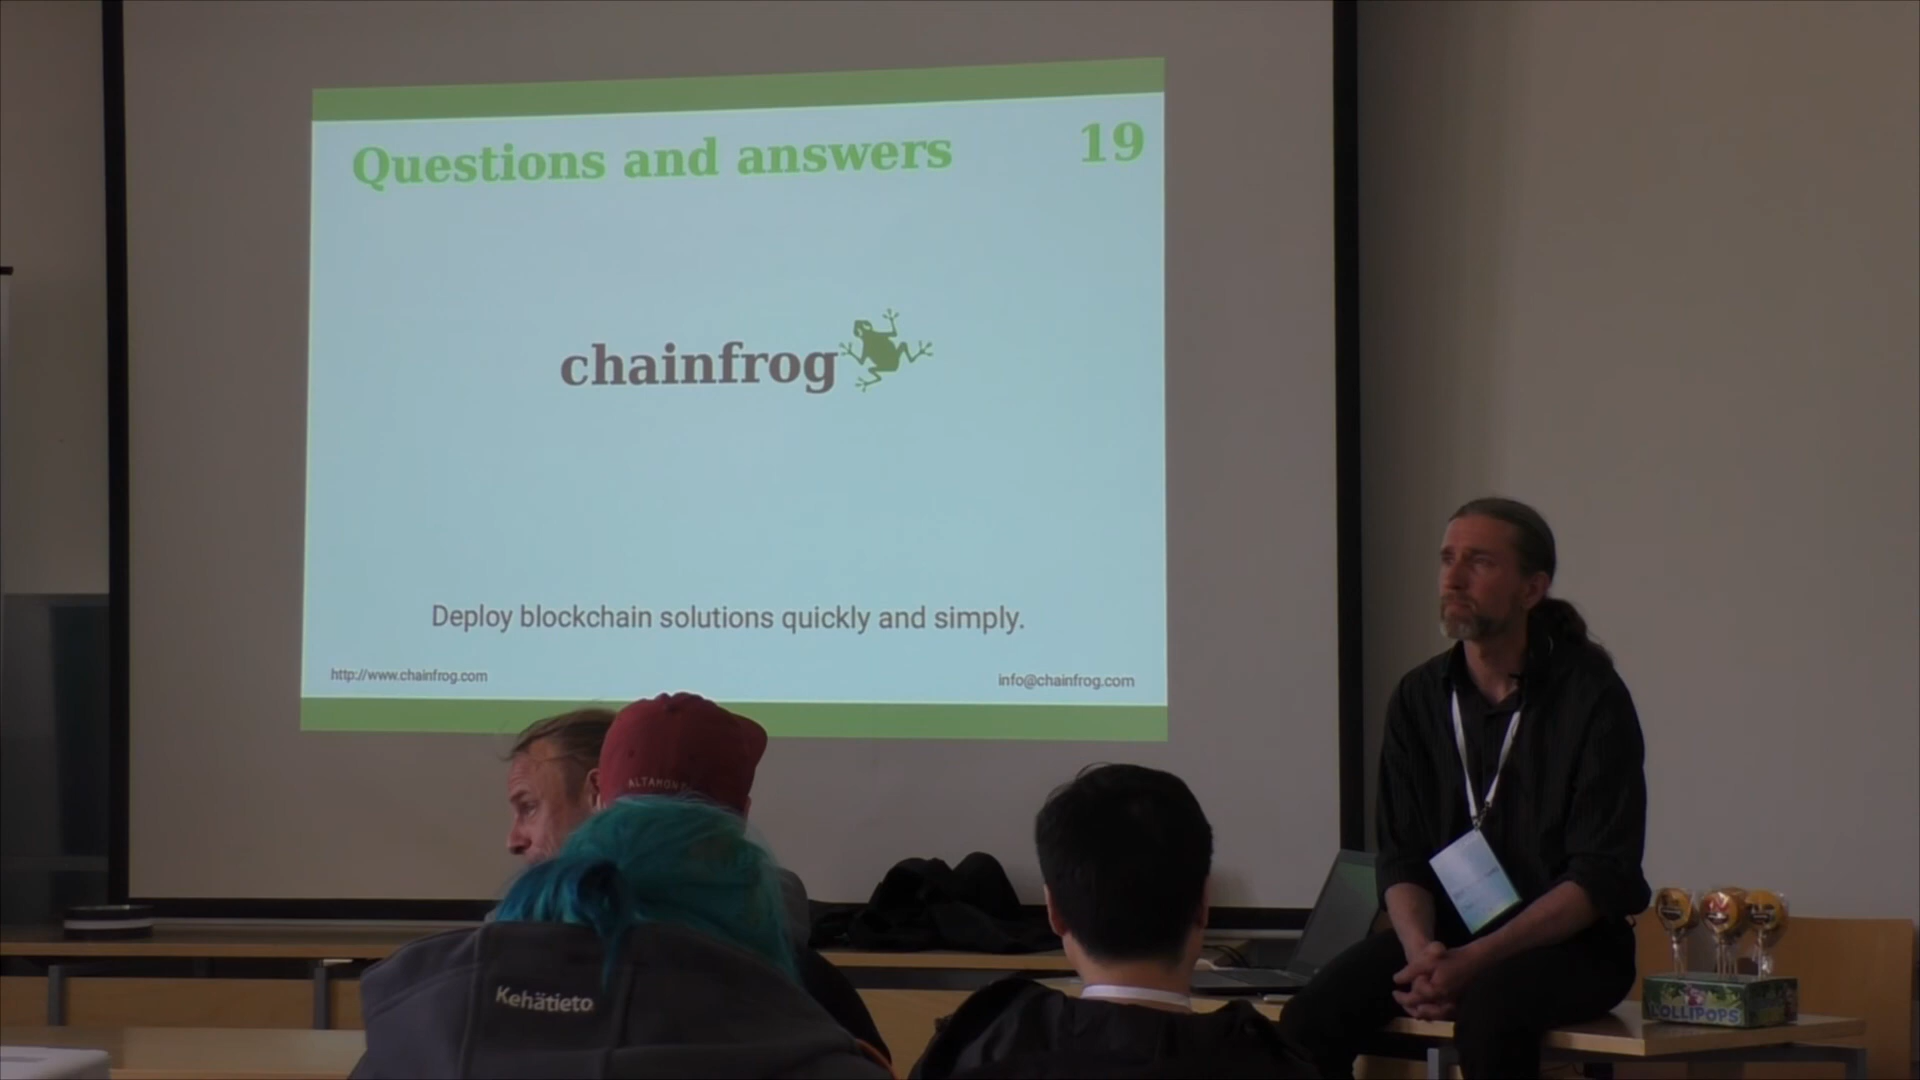 Questions and answers
19
chainfrog
Deploy blockchain solutions quickly and simply.
http://www.chainfrog.com
info@chainfrog.com
Kehätieto
LOLLIPOPS